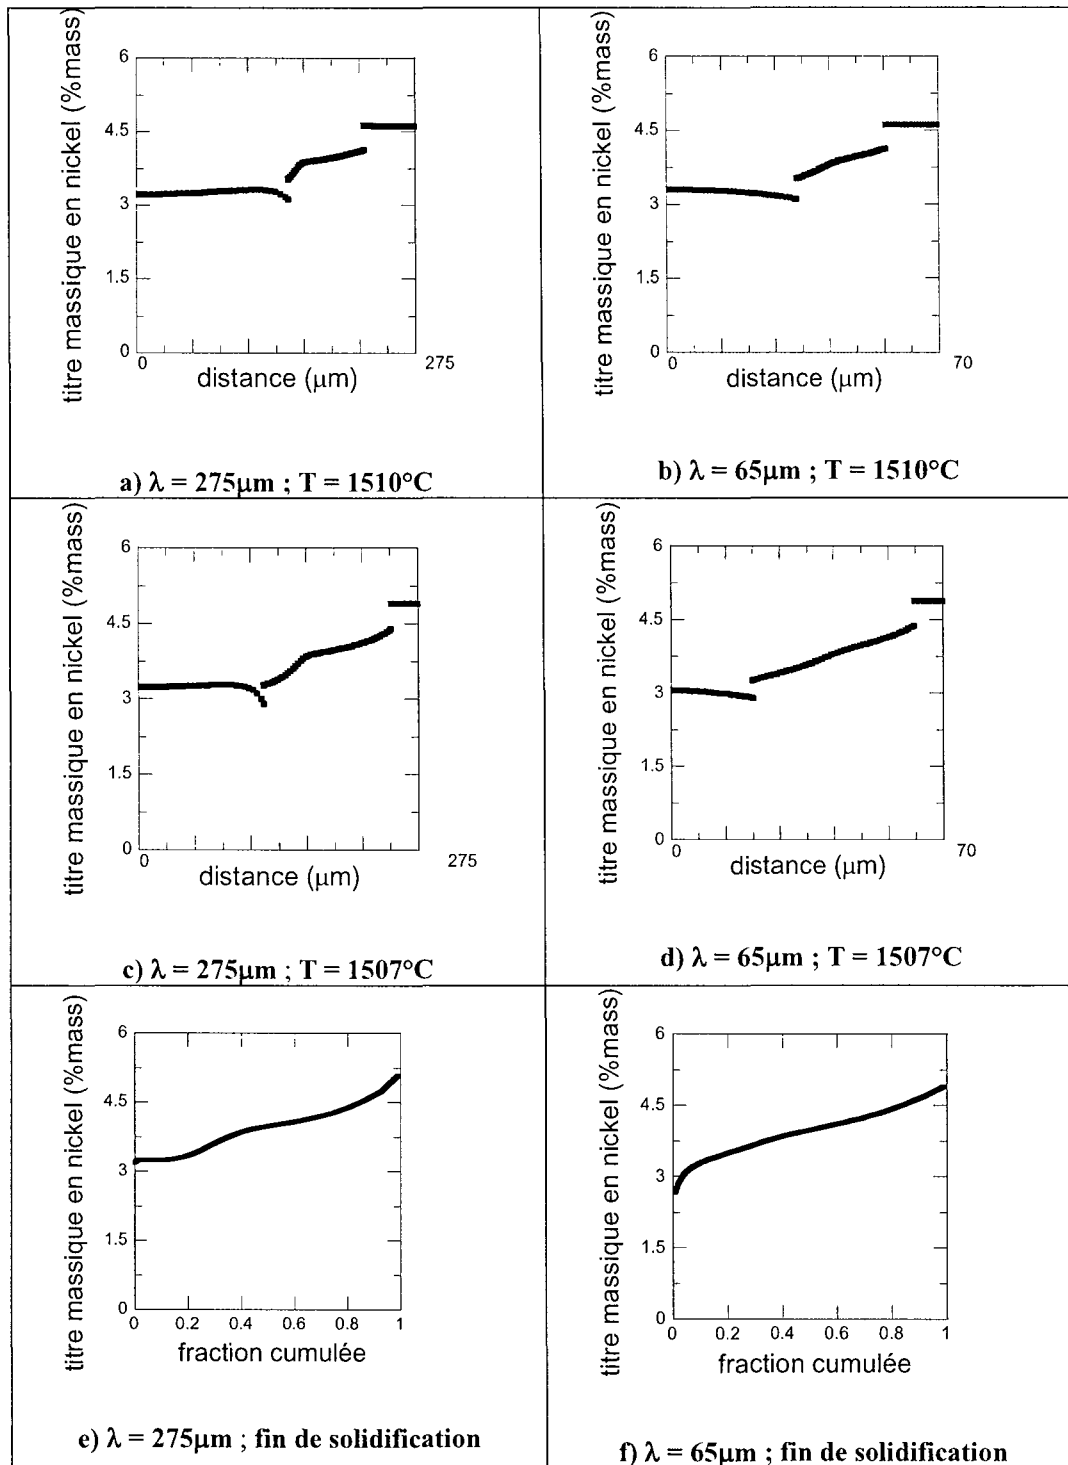 titre massique en nickel (%mass)
6
4.5
3
1.5
0
0
275
distance (μm)
a) λ = 275μm ; T = 1510°C
titre massique en nickel (%mass)
6
4.5
3
1.5
0
0
70
distance (μm)
b) λ = 65μm ; T = 1510°C
titre massique en nickel (%mass)
6
4.5
3
1.5
0
0
275
distance (μm)
c) λ = 275μm ; T = 1507°C
titre massique en nickel (%mass)
6
4.5
3
1.5
0
0
70
distance (μm)
d) λ = 65μm ; T = 1507°C
titre massique en nickel (%mass)
6
4.5
3
1.5
0
0 0.2 0.4 0.6 0.8 1
fraction cumulée
e) λ = 275μm ; fin de solidification
titre massique en nickel (%mass)
6
4.5
3
1.5
0
0 0.2 0.4 0.6 0.8 1
fraction cumulée
f) λ = 65μm ; fin de solidification